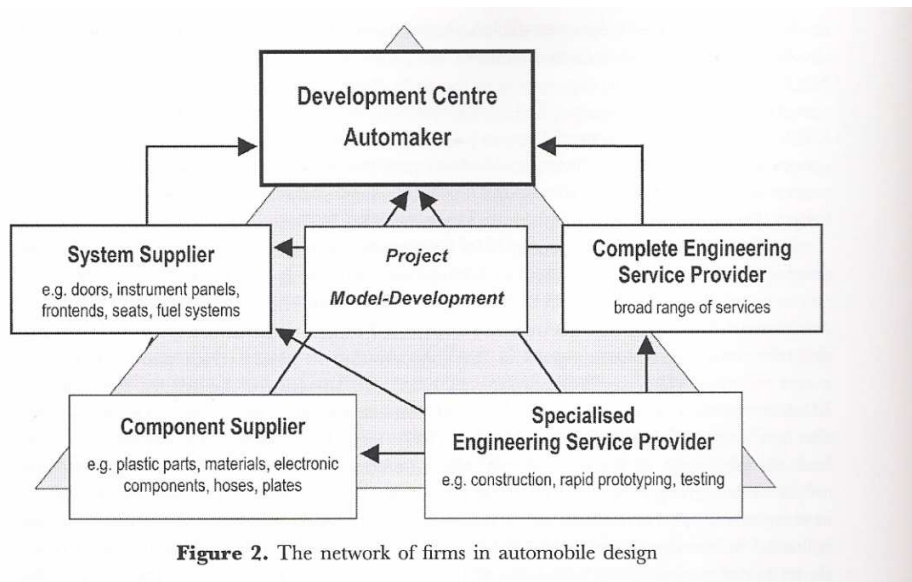 Development Centre
Automaker
System Supplier
e.g. doors, instrument panels,
frontends, seats, fuel systems
Project
Model-Development
Complete Engineering
Service Provider
broad range of services
Component Supplier
e.g. plastic parts, materials, electronic
components, hoses, plates
Specialised
Engineering Service Provider
e.g. construction, rapid prototyping, testing
Figure 2. The network of firms in automobile design